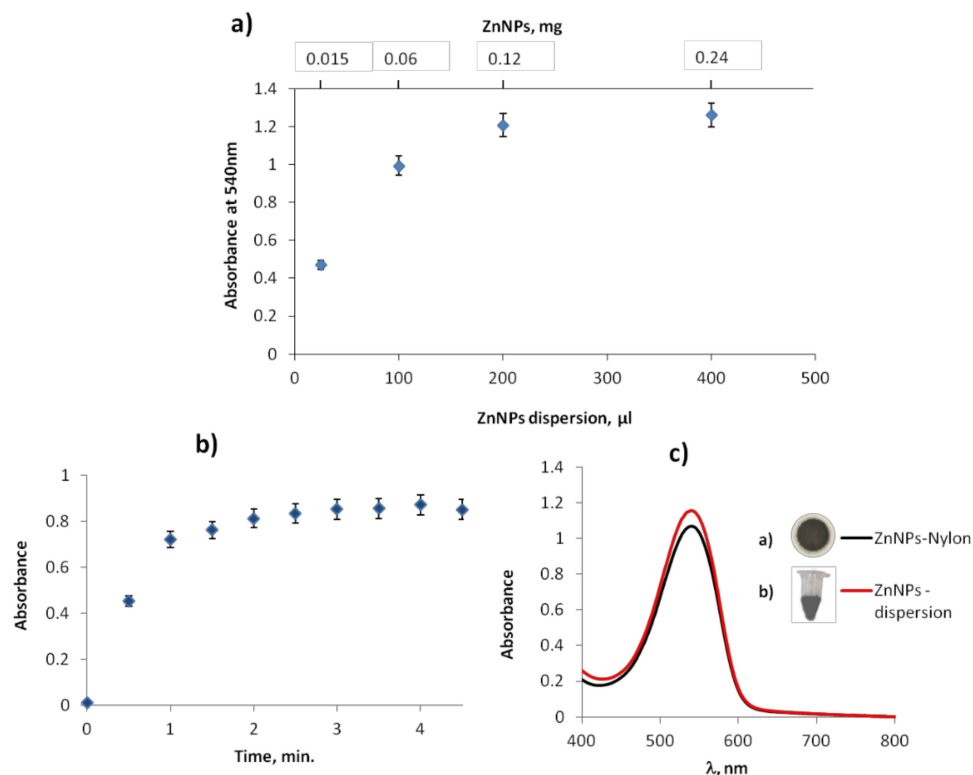 a)
ZnNPs, mg
0.015 0.06 0.12 0.24
1.4
1.2
1
0.8
0.6
0.4
0.2
0
Absorbance at 540nm
0 100 200 300 400 500
ZnNPs dispersion, µl
b)
1
0.8
0.6
0.4
0.2
0
Absorbance
0 1 2 3 4
Time, min.
c)
1.4
1.2
1
0.8
0.6
0.4
0.2
0
Absorbance
a) ZnNPs-Nylon
b) ZnNPs -
dispersion
400 500 600 700 800
λ, nm